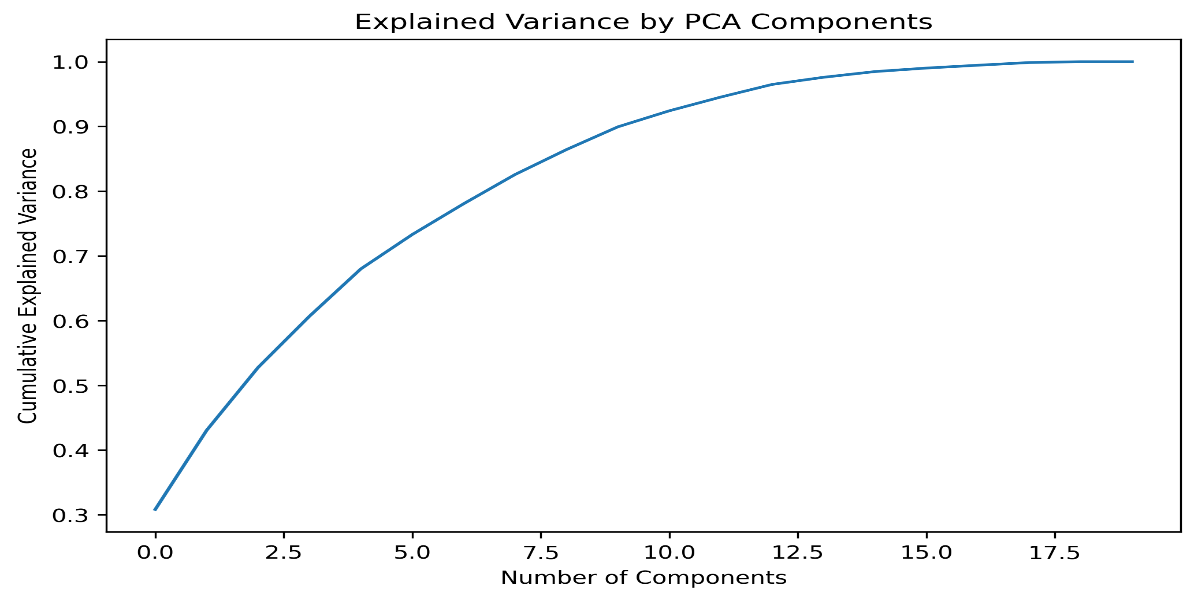 Explained Variance by PCA Components
Cumulative Explained Variance
1.0
0.9
0.8
0.7
0.6
0.5
0.4
0.3
0.0 2.5 5.0 7.5 10.0 12.5 15.0 17.5
Number of Components